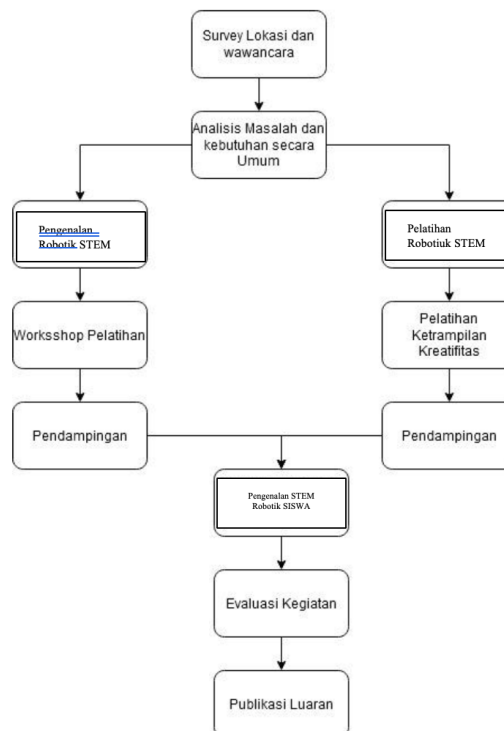 Survey Lokasi dan
wawancara
Analisis Masalah dan
kebutuhan secara
Umum
Pengenalan
Robotik STEM
Pelatihan
Robotiuk STEM
Worksshop Pelatihan
Pelatihan
Ketrampilan
Kreatifitas
Pendampingan
Pendampingan
Pengenalan STEM
Robotik SISWA
Evaluasi Kegiatan
Publikasi Luaran